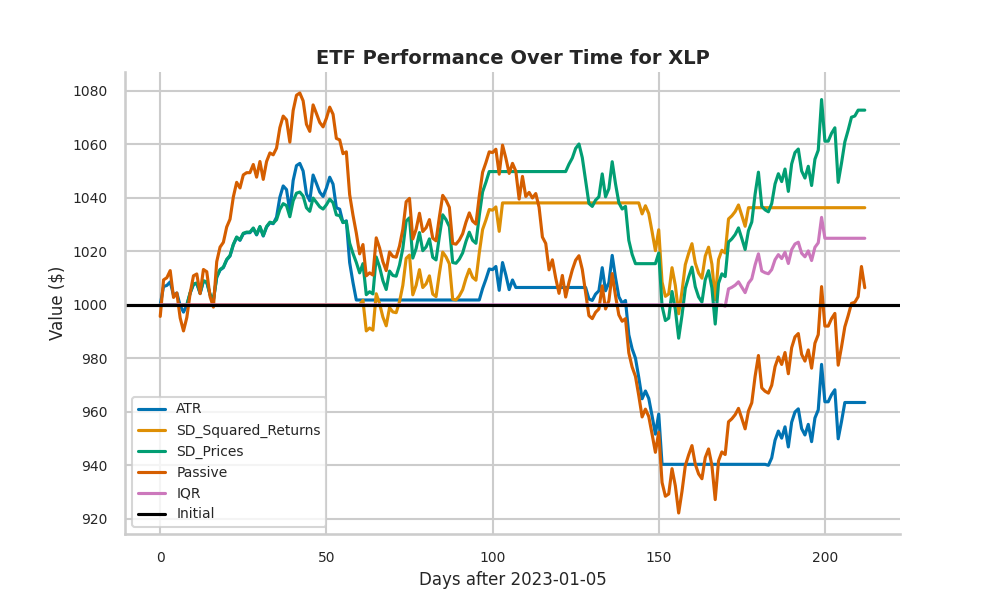 ETF Performance Over Time for XLP
Value ($)
1080
1060
1040
1020
1000
980
960
940
920
ATR
SD_Squared_Returns
SD_Prices
Passive
IQR
Initial
0
50
100
150
200
Days after 2023-01-05